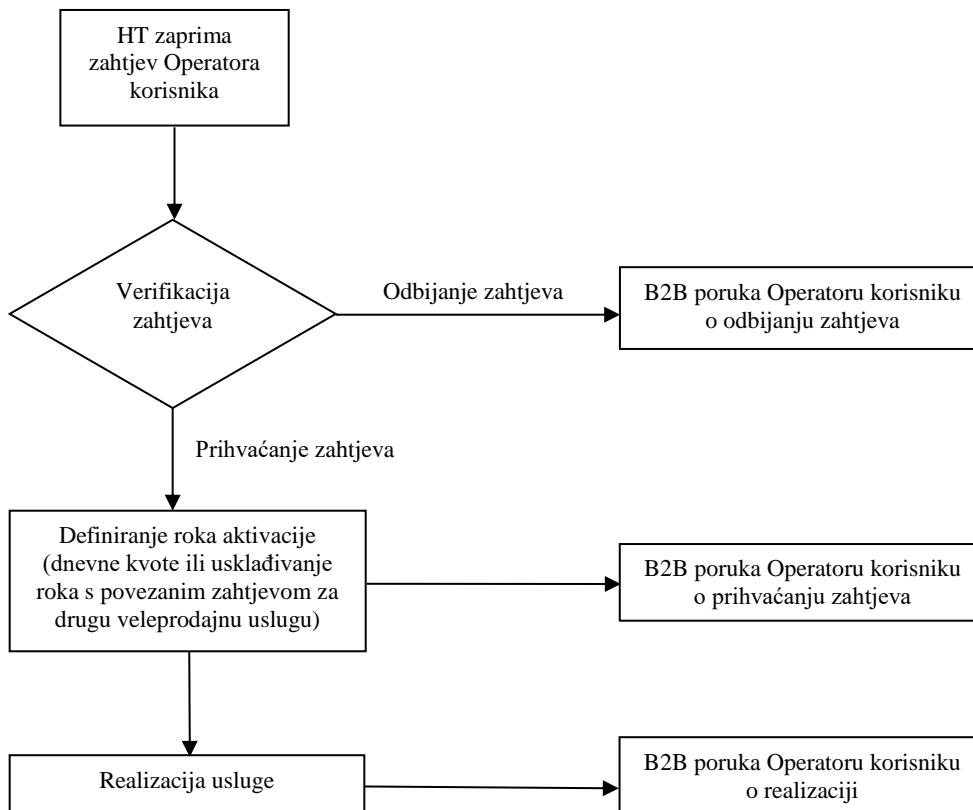 HT zaprima
zahtjev Operatora
korisnika
Verifikacija
zahtjeva
Odbijanje zahtjeva
B2B poruka Operatoru korisniku
o odbijanju zahtjeva
Prihvaćanje zahtjeva
Definiranje roka aktivacije
(dnevne kvote ili usklađivanje
roka s povezanim zahtjevom za
drugu veleprodajnu uslugu)
B2B poruka Operatoru korisniku
o prihvaćanju zahtjeva
Realizacija usluge
B2B poruka Operatoru korisniku
o realizaciji